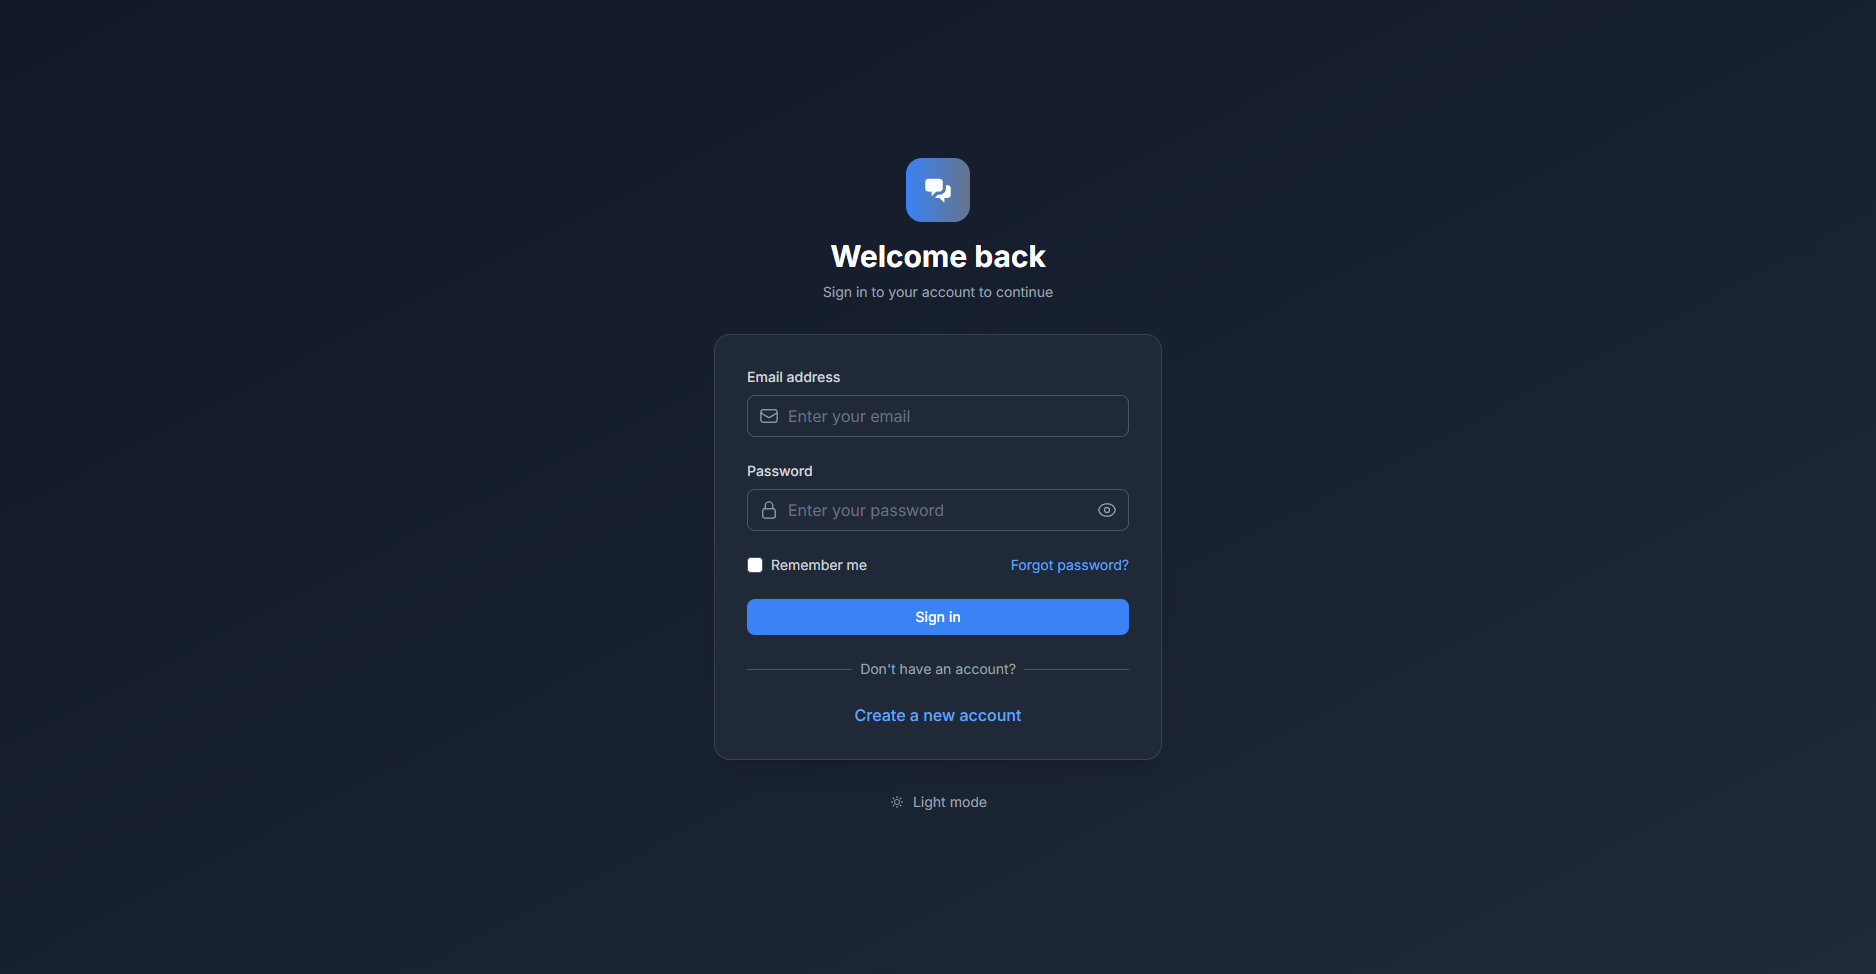 Welcome back
Sign in to your account to continue
Email address
Enter your email
Password
Enter your password
Remember me
Forgot password?
Sign in
Don't have an account?
Create a new account
Light mode